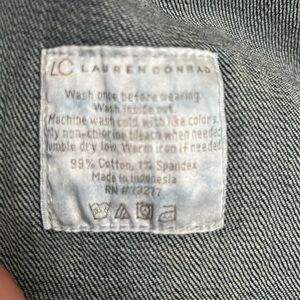 LC LAUREN CONRAD
Wash once before wearing.
Wash inside out.
Machine wash cold with like colors.
only non-chlorine bleach when needed
tumble dry low. Warm iron if needed
99% Cotton, 1% Spandex
Made in Indonesia
RN #73277